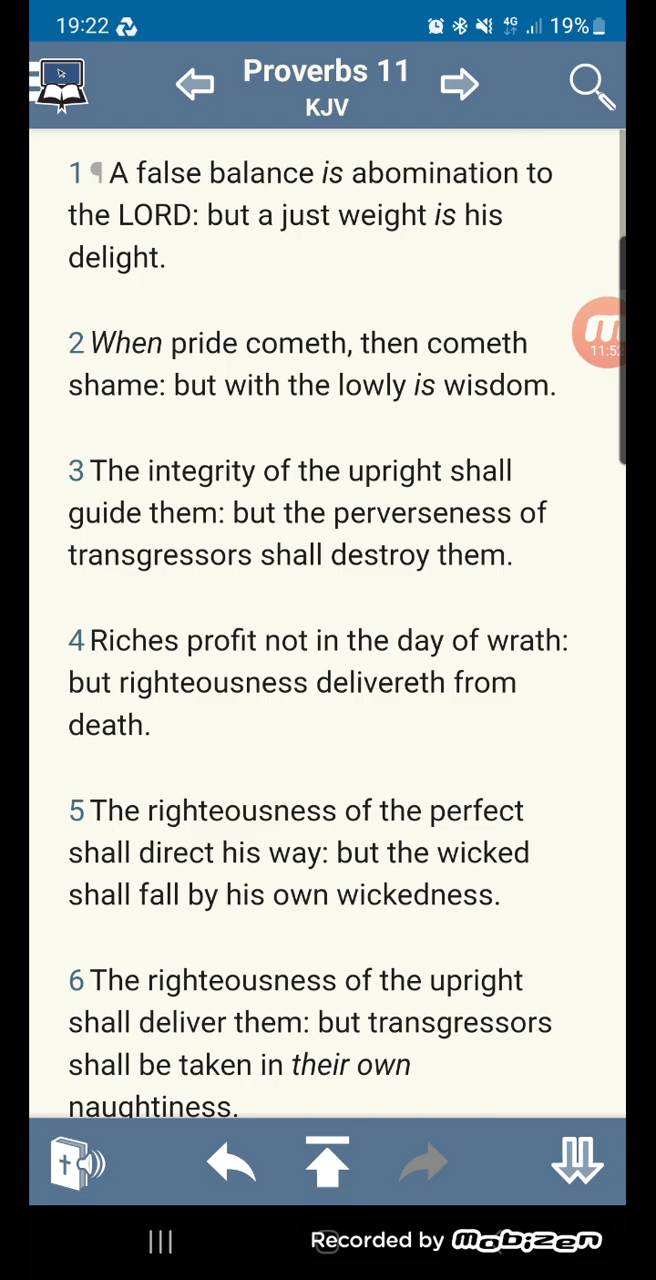 19:22 4G 19%
Proverbs 11
KJV
1 ¶ A false balance is abomination to
the LORD: but a just weight is his
delight.
2 When pride cometh, then cometh
shame: but with the lowly is wisdom.
3 The integrity of the upright shall
guide them: but the perverseness of
transgressors shall destroy them.
4 Riches profit not in the day of wrath:
but righteousness delivereth from
death.
5 The righteousness of the perfect
shall direct his way: but the wicked
shall fall by his own wickedness.
6 The righteousness of the upright
shall deliver them: but transgressors
shall be taken in their own
naughtiness.
m
11:52
Recorded by mobizen